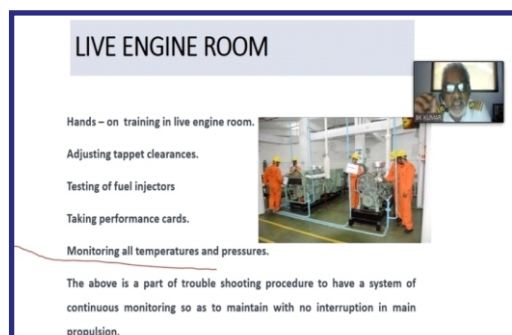 LIVE ENGINE ROOM
Hands – on training in live engine room.
Adjusting tappet clearances.
Testing of fuel injectors
Taking performance cards.
Monitoring all temperatures and pressures.
The above is a part of trouble shooting procedure to have a system of
continuous monitoring so as to maintain with no interruption in main
propulsion.